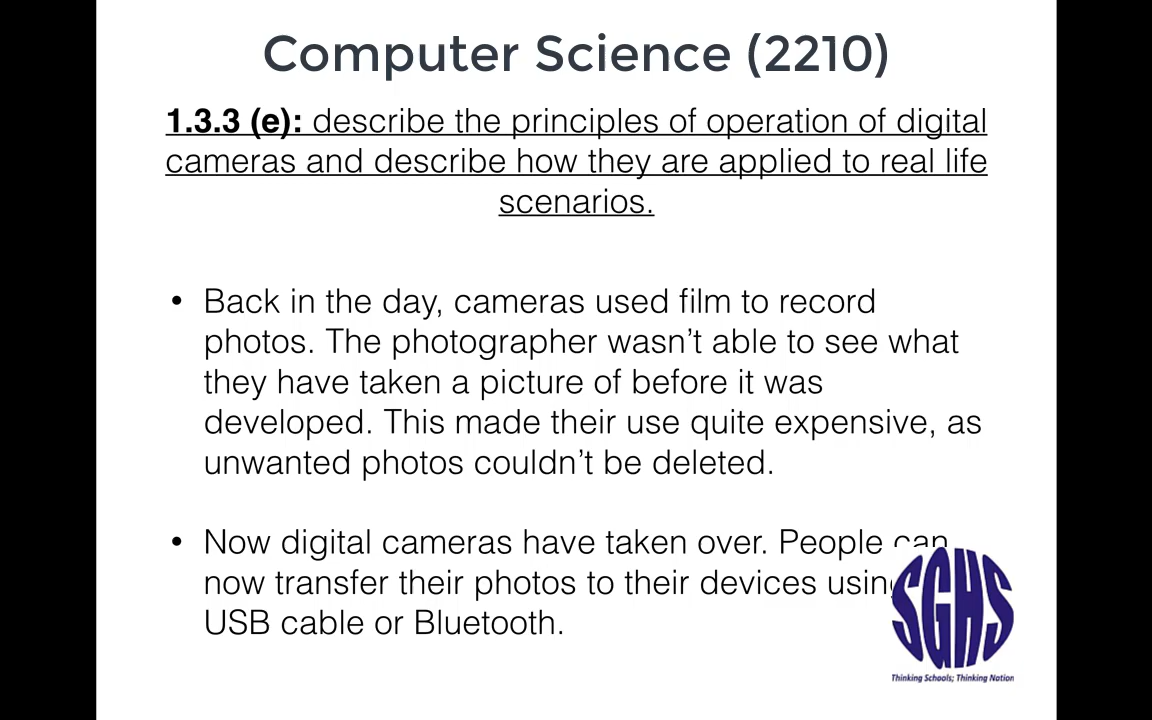 Computer Science (2210)
1.3.3 (e): describe the principles of operation of digital
cameras and describe how they are applied to real life
scenarios.
• Back in the day, cameras used film to record
photos. The photographer wasn’t able to see what
they have taken a picture of before it was
developed. This made their use quite expensive, as
unwanted photos couldn’t be deleted.
• Now digital cameras have taken over. People can
now transfer their photos to their devices using
USB cable or Bluetooth.
SGHS
Thinking Schools; Thinking Nation